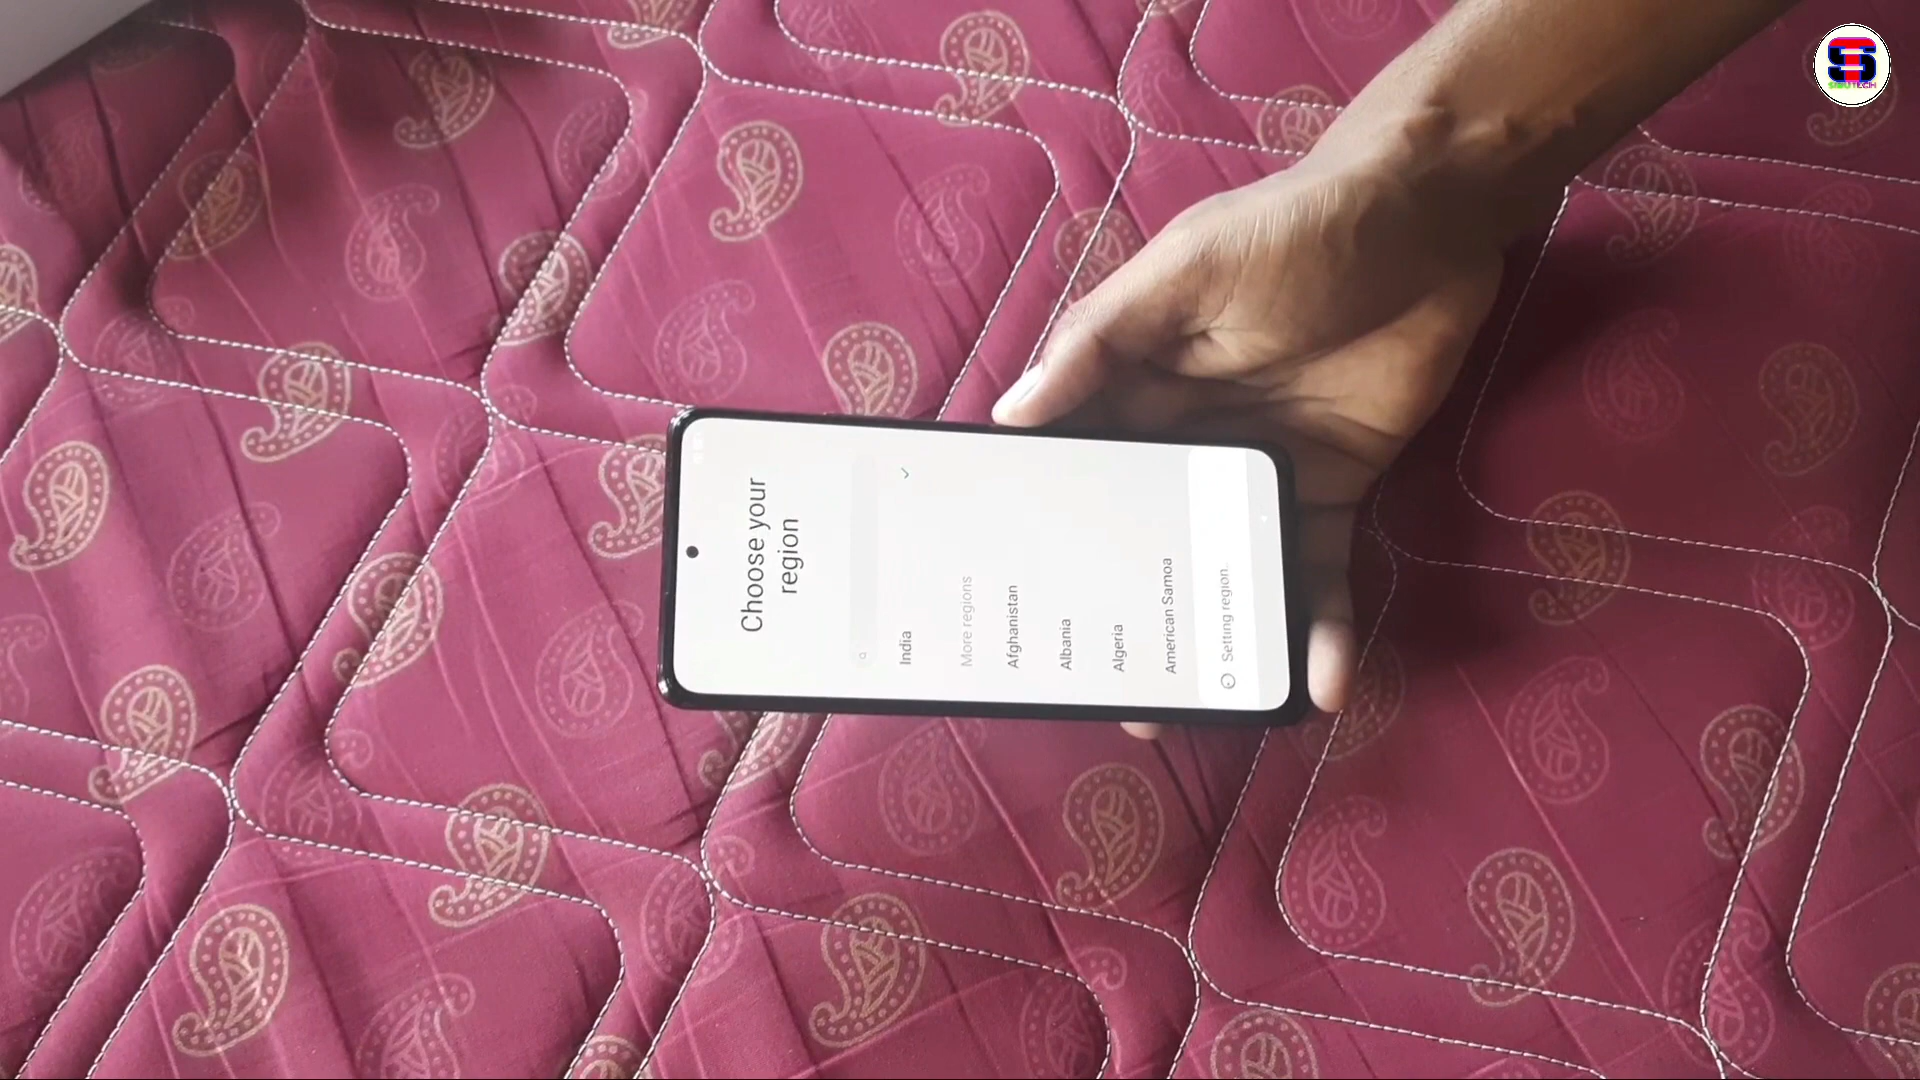 Choose your
region
India
More regions
Afghanistan
Albania
Algeria
American Samoa
Setting region..